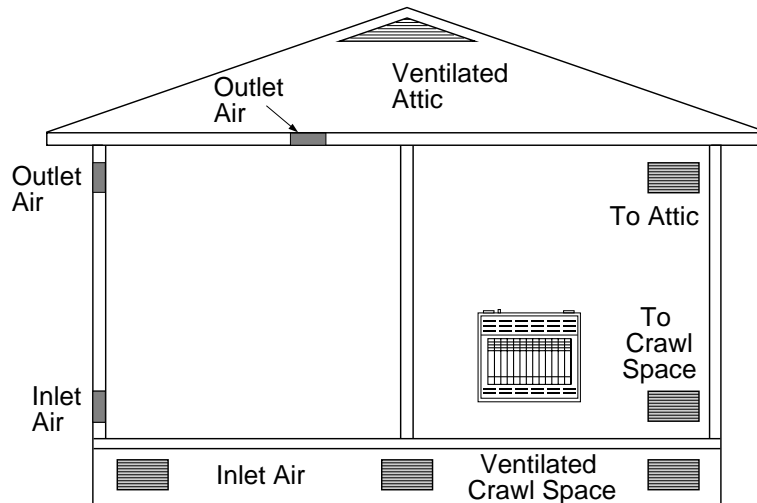 Outlet
Air
Ventilated
Attic
Outlet
Air
To Attic
To
Crawl
Space
Inlet
Air
Inlet Air
Ventilated
Crawl Space